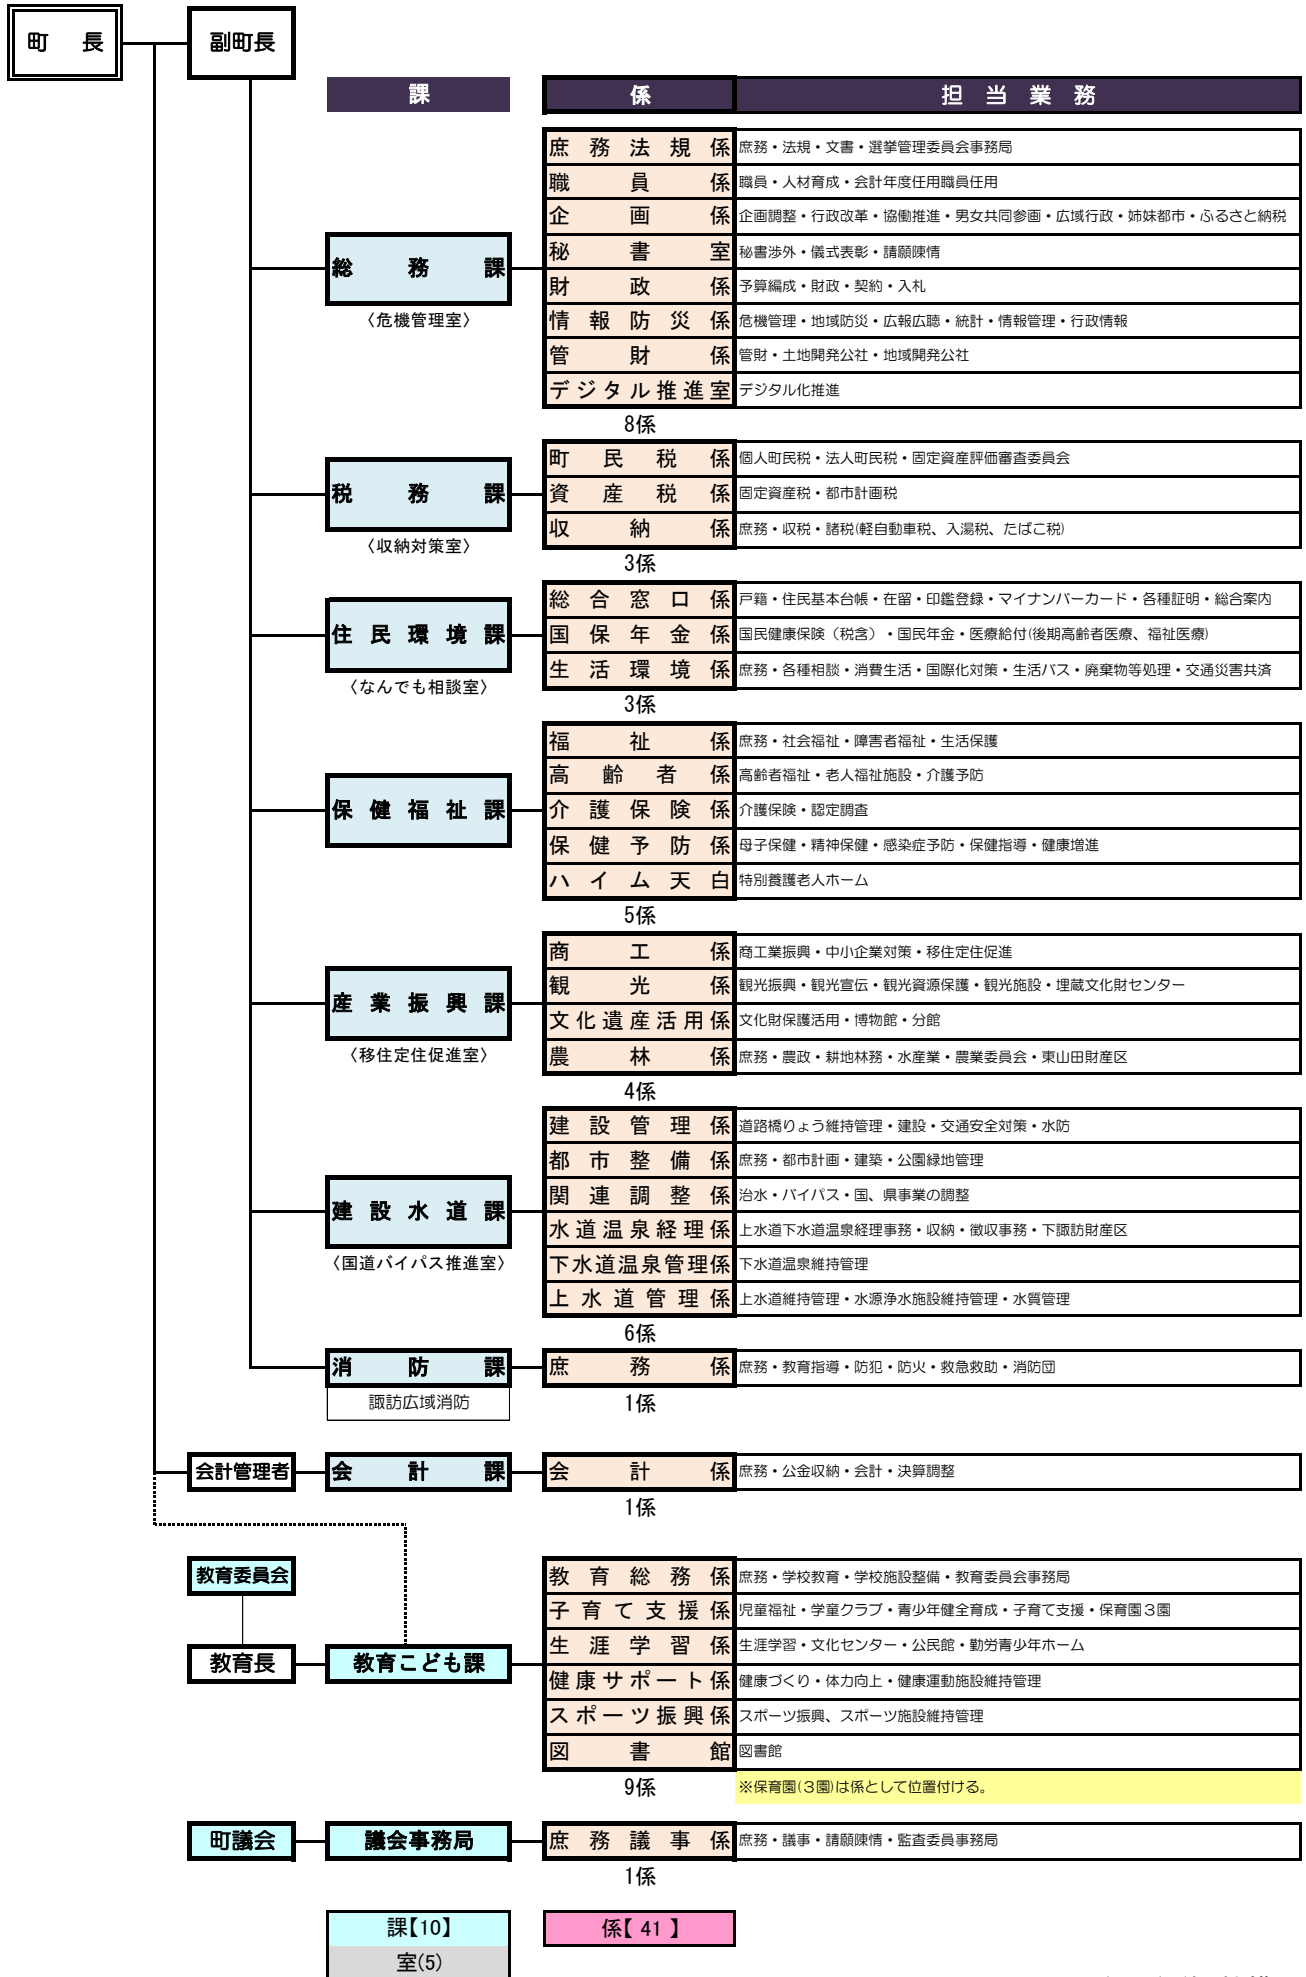 町長
副町長
課 係 担当業務
庶務法規係 庶務・法規・文書・選挙管理委員会事務局
職員係 職員・人材育成・会計年度任用職員任用
企画係 企画調整・行政改革・協働推進・男女共同参画・広域行政・姉妹都市・ふるさと納税
総務課
〈危機管理室〉
秘書室 秘書渉外・儀式表彰・請願陳情
財政係 予算編成・財政・契約・入札
情報防災係 危機管理・地域防災・広報広聴・統計・情報管理・行政情報
管財係 管財・土地開発公社・地域開発公社
デジタル推進室 デジタル化推進
8係
税務課
〈収納対策室〉
町民税係 個人町民税・法人町民税・固定資産評価審査委員会
資産税係 固定資産税・都市計画税
収納係 庶務・収税・諸税(軽自動車税、入湯税、たばこ税)
3係
住民環境課
〈なんでも相談室〉
総合窓口係 戸籍・住民基本台帳・在留・印鑑登録・マイナンバーカード・各種証明・総合案内
国保年金係 国民健康保険（税含）・国民年金・医療給付(後期高齢者医療、福祉医療)
生活環境係 庶務・各種相談・消費生活・国際化対策・生活バス・廃棄物等処理・交通災害共済
3係
保健福祉課
福祉係 庶務・社会福祉・障害者福祉・生活保護
高齢者係 高齢者福祉・老人福祉施設・介護予防
介護保険係 介護保険・認定調査
保健予防係 母子保健・精神保健・感染症予防・保健指導・健康増進
ハイム天白 特別養護老人ホーム
5係
産業振興課
〈移住定住促進室〉
商工係 商工業振興・中小企業対策・移住定住促進
観光係 観光振興・観光宣伝・観光資源保護・観光施設・埋蔵文化財センター
文化遺産活用係 文化財保護活用・博物館・分館
農林係 庶務・農政・耕地林務・水産業・農業委員会・東山田財産区
4係
建設水道課
〈国道バイパス推進室〉
建設管理係 道路橋りょう維持管理・建設・交通安全対策・水防
都市整備係 庶務・都市計画・建築・公園緑地管理
関連調整係 治水・バイパス・国、県事業の調整
水道温泉経理係 上水道下水道温泉経理事務・収納・徴収事務・下諏訪財産区
下水道温泉管理係 下水道温泉維持管理
上水道管理係 上水道維持管理・水源浄水施設維持管理・水質管理
6係
消防課
諏訪広域消防
庶務係 庶務・教育指導・防犯・防火・救急救助・消防団
1係
会計管理者 会計課 会計係 庶務・公金収納・会計・決算調整
1係
教育委員会
教育長 教育こども課
教育総務係 庶務・学校教育・学校施設整備・教育委員会事務局
子育て支援係 児童福祉・学童クラブ・青少年健全育成・子育て支援・保育園３園
生涯学習係 生涯学習・文化センター・公民館・勤労青少年ホーム
健康サポート係 健康づくり・体力向上・健康運動施設維持管理
スポーツ振興係 スポーツ振興、スポーツ施設維持管理
図書館 図書館
9係 ※保育園(３園)は係として位置付ける。
町議会 議会事務局 庶務議事係 庶務・議事・請願陳情・監査委員事務局
1係
課【10】 係【 41 】
室(5)